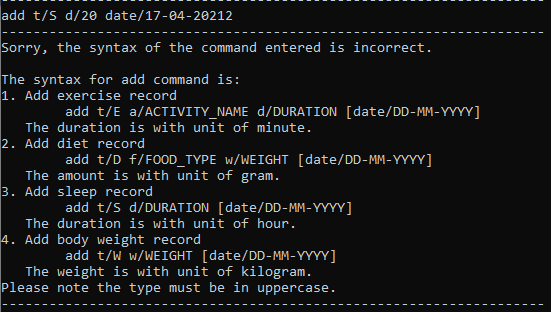 --------------------------------------------------------------------
add t/S d/20 date/17-04-20212
--------------------------------------------------------------------
Sorry, the syntax of the command entered is incorrect.

The syntax for add command is:
1. Add exercise record
        add t/E a/ACTIVITY_NAME d/DURATION [date/DD-MM-YYYY]
   The duration is with unit of minute.
2. Add diet record
        add t/D f/FOOD_TYPE w/WEIGHT [date/DD-MM-YYYY]
   The amount is with unit of gram.
3. Add sleep record
        add t/S d/DURATION [date/DD-MM-YYYY]
   The duration is with unit of hour.
4. Add body weight record
        add t/W w/WEIGHT [date/DD-MM-YYYY]
   The weight is with unit of kilogram.
Please note the type must be in uppercase.
--------------------------------------------------------------------